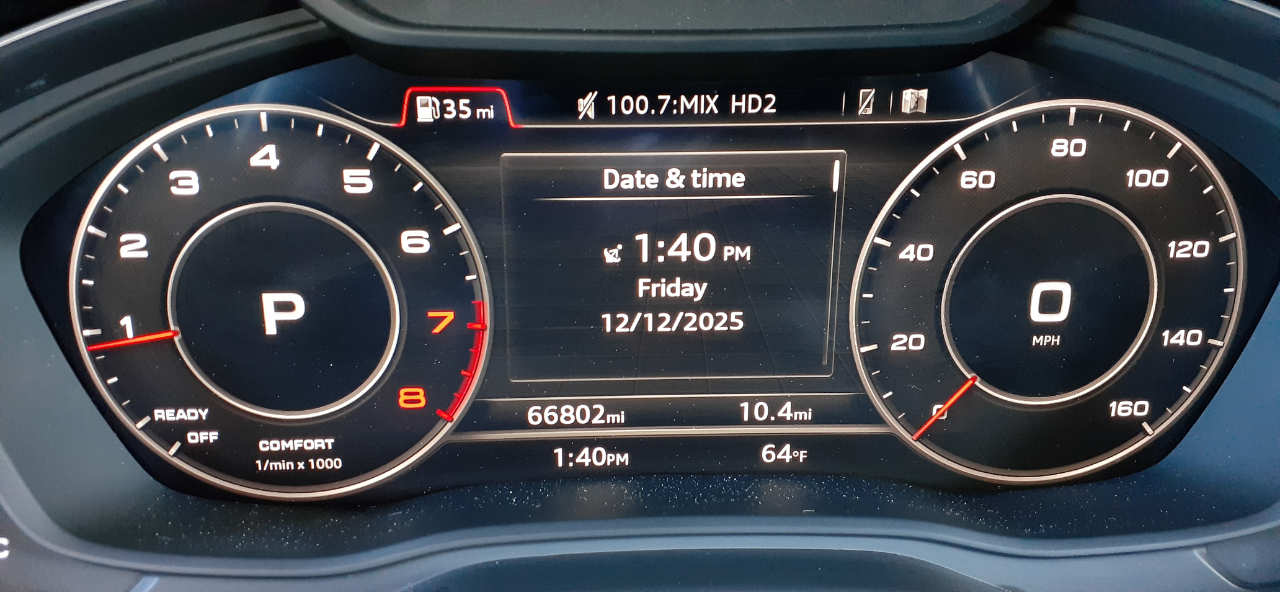 35 mi
100.7:MIX HD2
Date & time
1:40 PM
Friday
12/12/2025
66802mi
10.4mi
1:40PM
64°F
1
2
3
4
5
6
7
8
READY
OFF
P
COMFORT
1/min x 1000
0
20
40
60
80
100
120
140
160
0
MPH
C